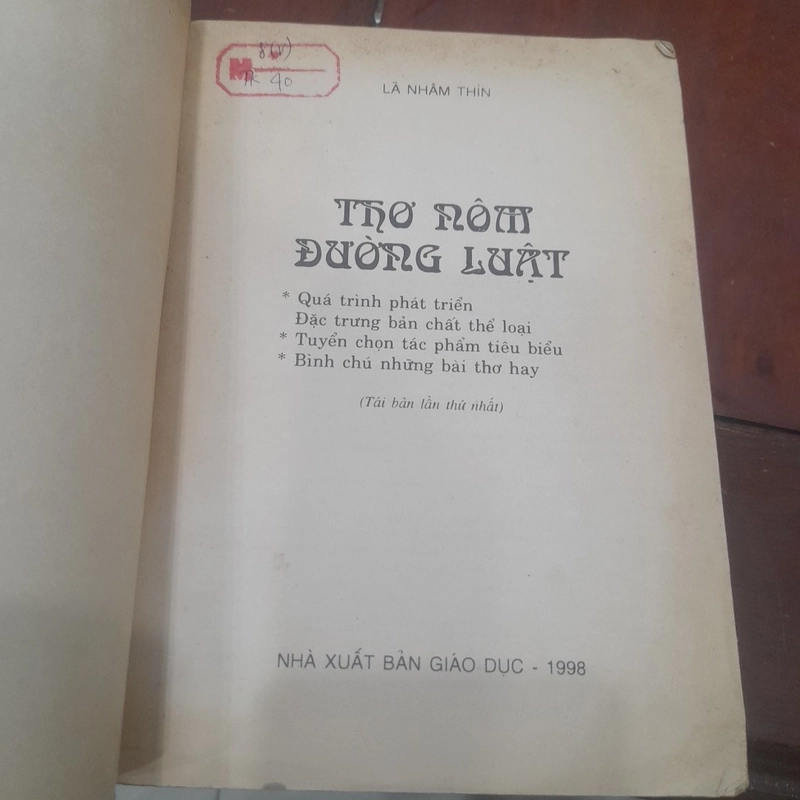 8(V)
M
40
LÃ NHÂM THÌN
THƠ NÔM
ĐƯỜNG LUẬT
* Quá trình phát triển
Đặc trưng bản chất thể loại
* Tuyển chọn tác phẩm tiêu biểu
* Bình chú những bài thơ hay
(Tái bản lần thứ nhất)
NHÀ XUẤT BẢN GIÁO DỤC - 1998